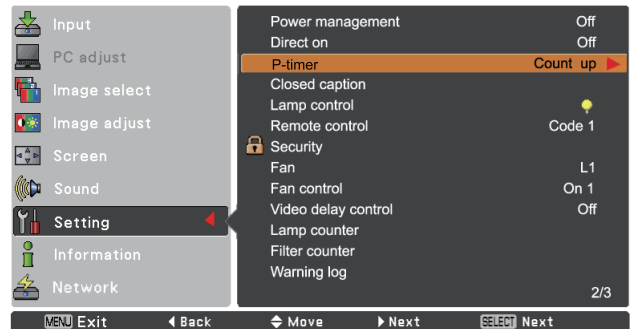 Input
PC adjust
Image select
Image adjust
Screen
Sound
Setting
Information
Network
Power management Off
Direct on Off
P-timer Count up
Closed caption
Lamp control
Remote control Code 1
Security
Fan L1
Fan control On 1
Video delay control Off
Lamp counter
Filter counter
Warning log
2/3
MENU Exit Back Move Next SELECT Next